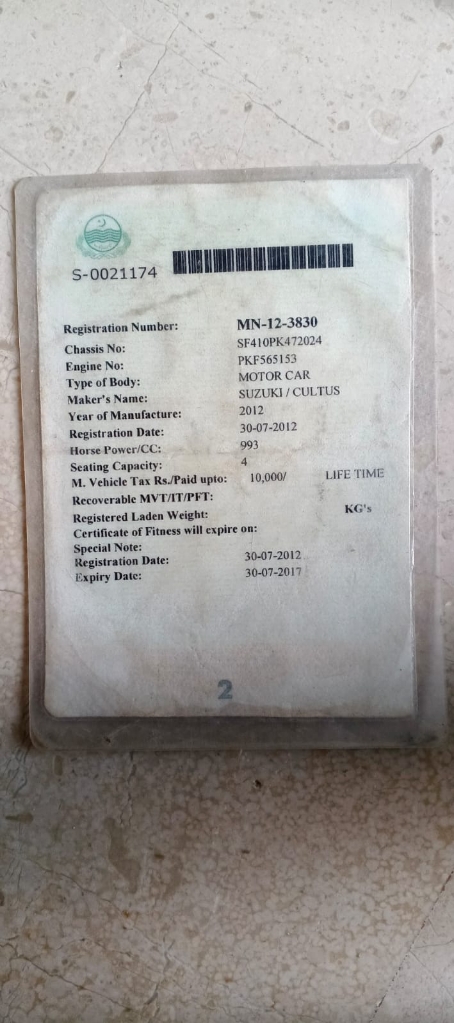 S-0021174
Registration Number: MN-12-3830
Chassis No: SF410PK472024
Engine No: PKF565153
Type of Body: MOTOR CAR
Maker's Name: SUZUKI / CULTUS
Year of Manufacture: 2012
Registration Date: 30-07-2012
Horse Power/CC: 993
Seating Capacity: 4
M. Vehicle Tax Rs./Paid upto: 10,000/ LIFE TIME
Recoverable MVT/IT/PFT:
Registered Laden Weight: KG's
Certificate of Fitness will expire on:
Special Note:
Registration Date: 30-07-2012
Expiry Date: 30-07-2017
2